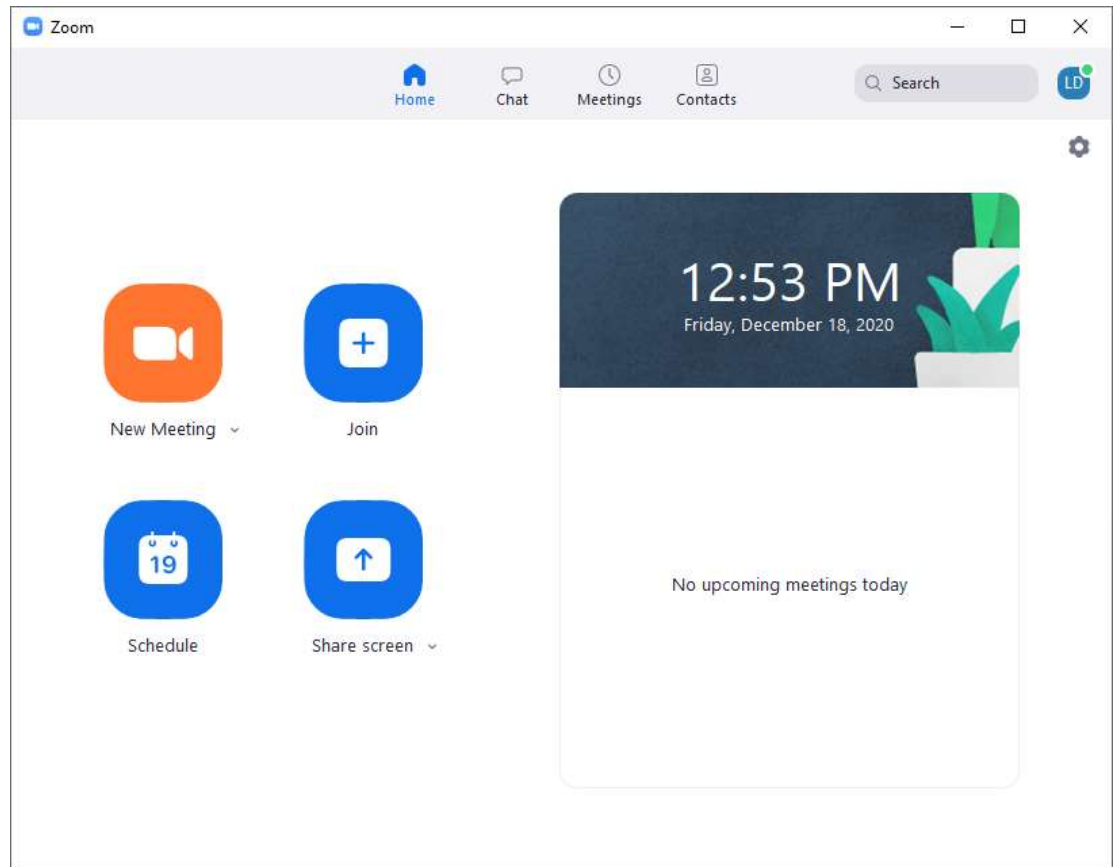 Zoom
Home Chat Meetings Contacts
Search
LD
12:53 PM
Friday, December 18, 2020
New Meeting
Join
19
Schedule
Share screen
No upcoming meetings today